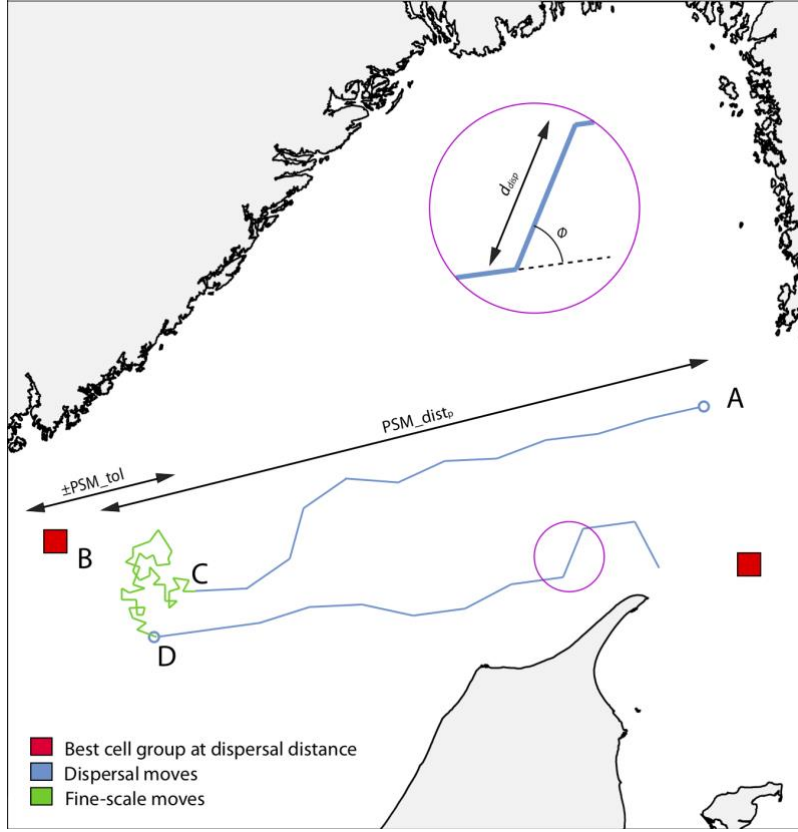 d_disp
Φ
A
PSM_dist_p
±PSM_tol
B
C
D
Best cell group at dispersal distance
Dispersal moves
Fine-scale moves